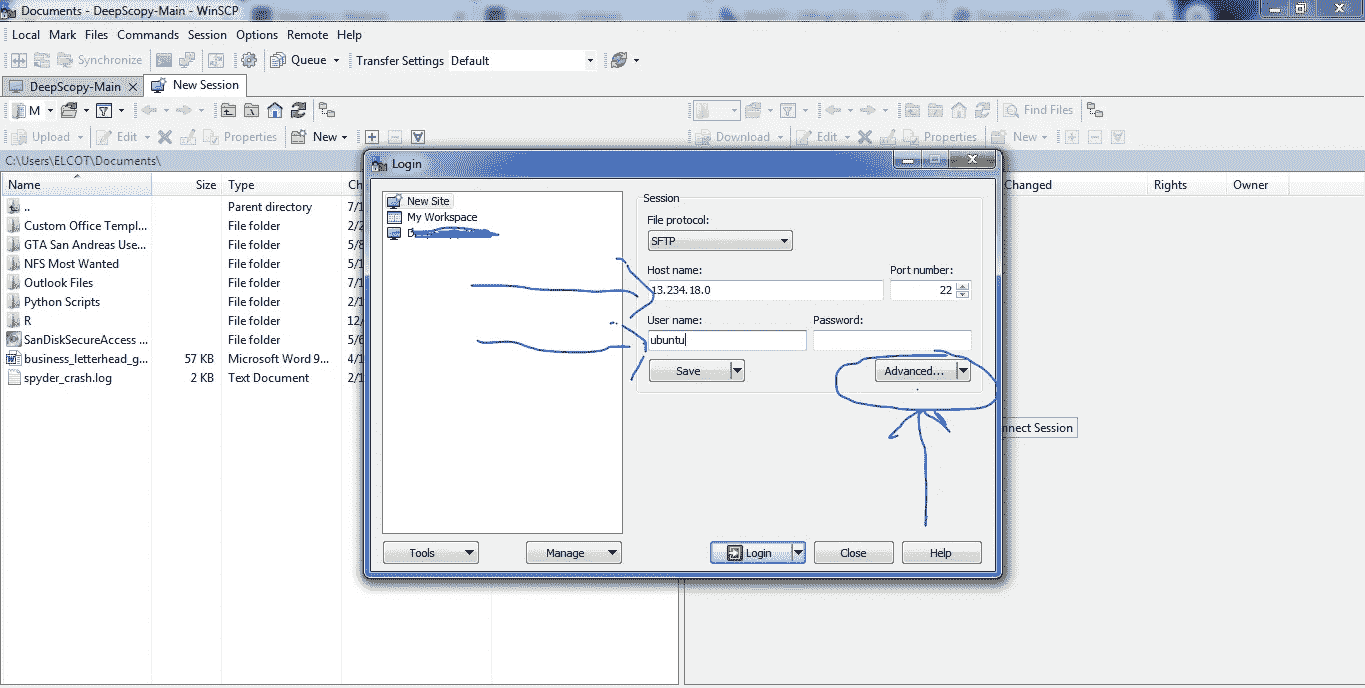 Documents - DeepScopy-Main - WinSCP
Local Mark Files Commands Session Options Remote Help
Synchronize Queue Transfer Settings Default
DeepScopy-Main New Session
M Find Files
Upload Edit Properties New Download Edit Properties New
C:\Users\ELCOT\Documents\
Name Size Type Changed Rights Owner
.. Parent directory 7/1
Custom Office Templ... File folder 2/2
GTA San Andreas Use... File folder 5/8
NFS Most Wanted File folder 5/1
Outlook Files File folder 7/1
Python Scripts File folder 2/1
R File folder 12/
SanDiskSecureAccess File folder 5/6
business_letterhead_g... 57 KB Microsoft Word 9... 4/1
spyder_crash.log 2 KB Text Document 2/1
Login
New Site
My Workspace
Session
File protocol:
SFTP
Host name: Port number:
13.234.18.0 22
User name: Password:
ubuntu
Save Advanced...
nnect Session
Tools Manage Login Close Help